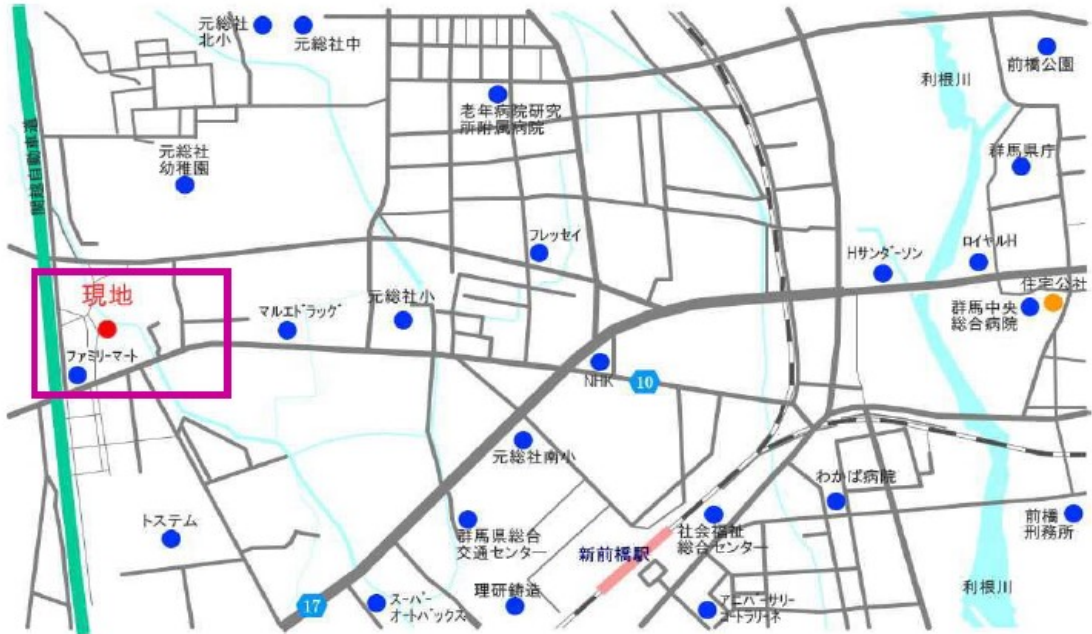 元総社
北小
元総社中
利根川
前橋公園
老年病院研究
所附属病院
関越自動車道
元総社
幼稚園
群馬県庁
フレッセイ
Hサンダーソン
ロイヤルH
現地
マルエドラッグ
元総社小
住宅公社
群馬中央
総合病院
ファミリーマート
NHK
10
元総社南小
わかば病院
トステム
群馬県総合
交通センター
社会福祉
総合センター
前橋
刑務所
新前橋駅
17
スーパー
オートバックス
理研鋳造
アニバーサリー
コートラリーネ
利根川